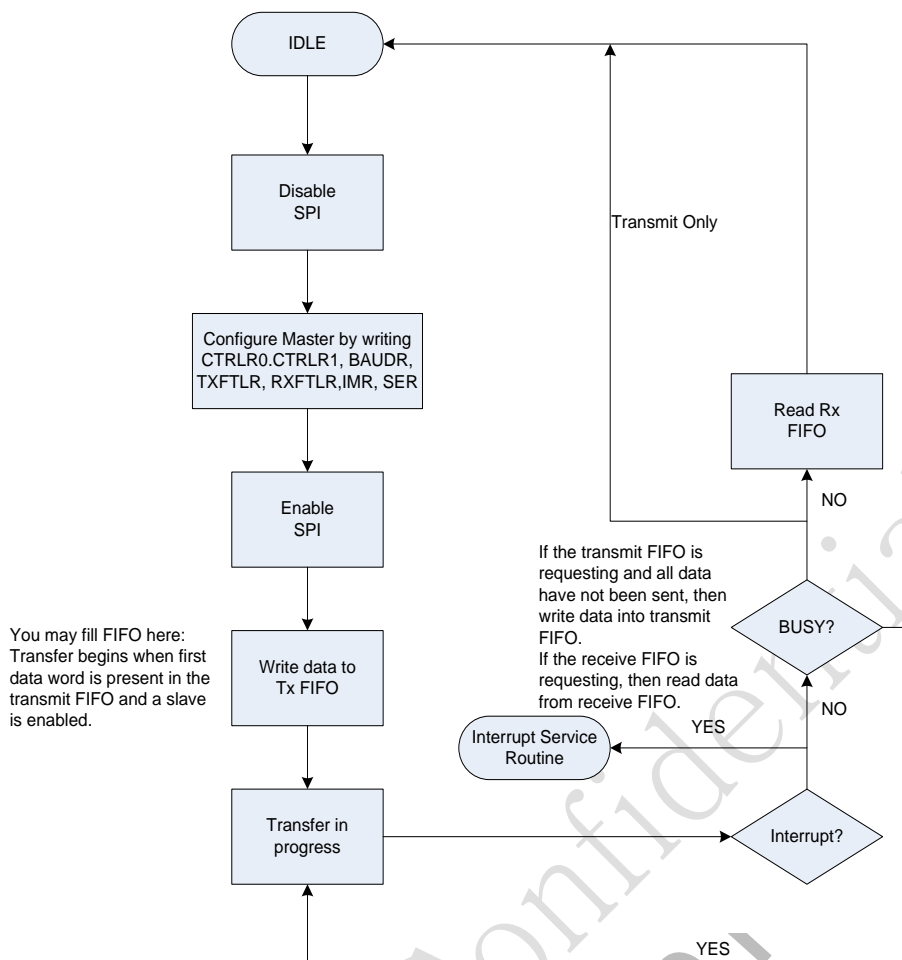 IDLE
Disable
SPI
Transmit Only
Configure Master by writing
CTRLR0.CTRLR1, BAUDR,
TXFTLR, RXFTLR,IMR, SER
Read Rx
FIFO
NO
Enable
SPI
If the transmit FIFO is
requesting and all data
have not been sent, then
write data into transmit
FIFO.
If the receive FIFO is
requesting, then read data
from receive FIFO.
BUSY?
You may fill FIFO here:
Transfer begins when first
data word is present in the
transmit FIFO and a slave
is enabled.
Write data to
Tx FIFO
NO
YES
Interrupt Service
Routine
Transfer in
progress
Interrupt?
YES
Confidential